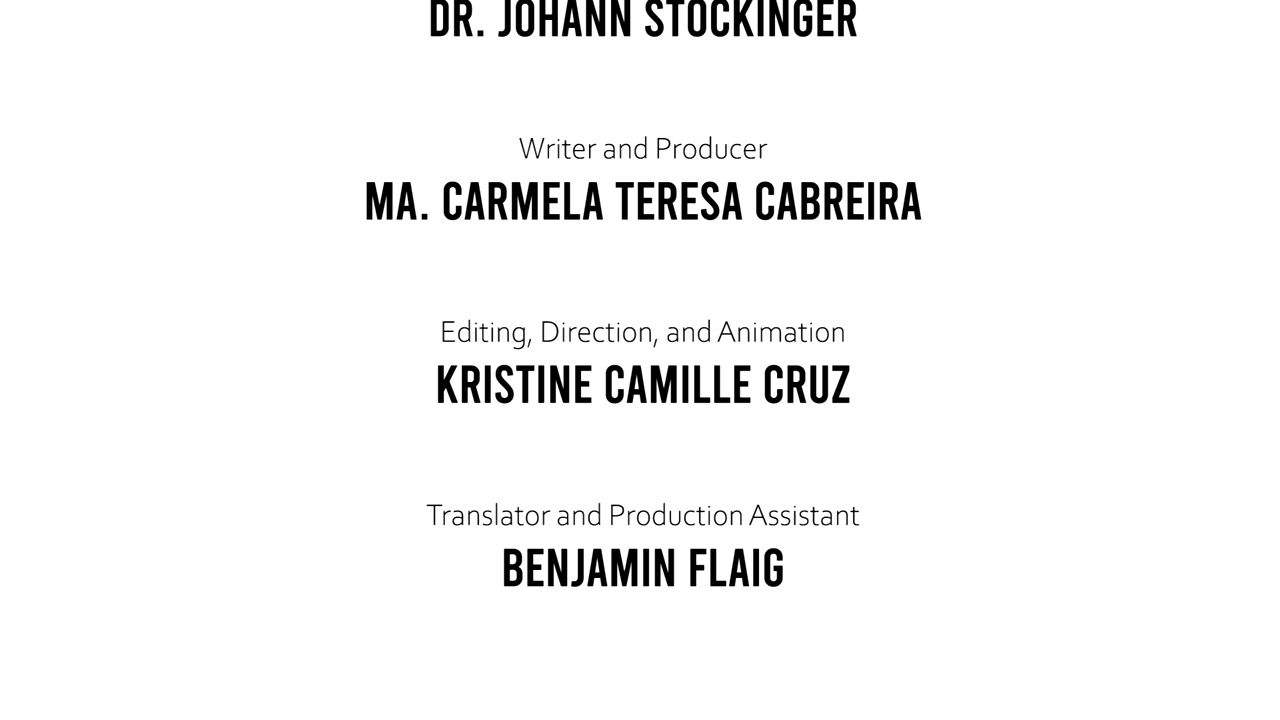 DR. JOHANN STOCKINGER
Writer and Producer
MA. CARMELA TERESA CABREIRA
Editing, Direction, and Animation
KRISTINE CAMILLE CRUZ
Translator and Production Assistant
BENJAMIN FLAIG